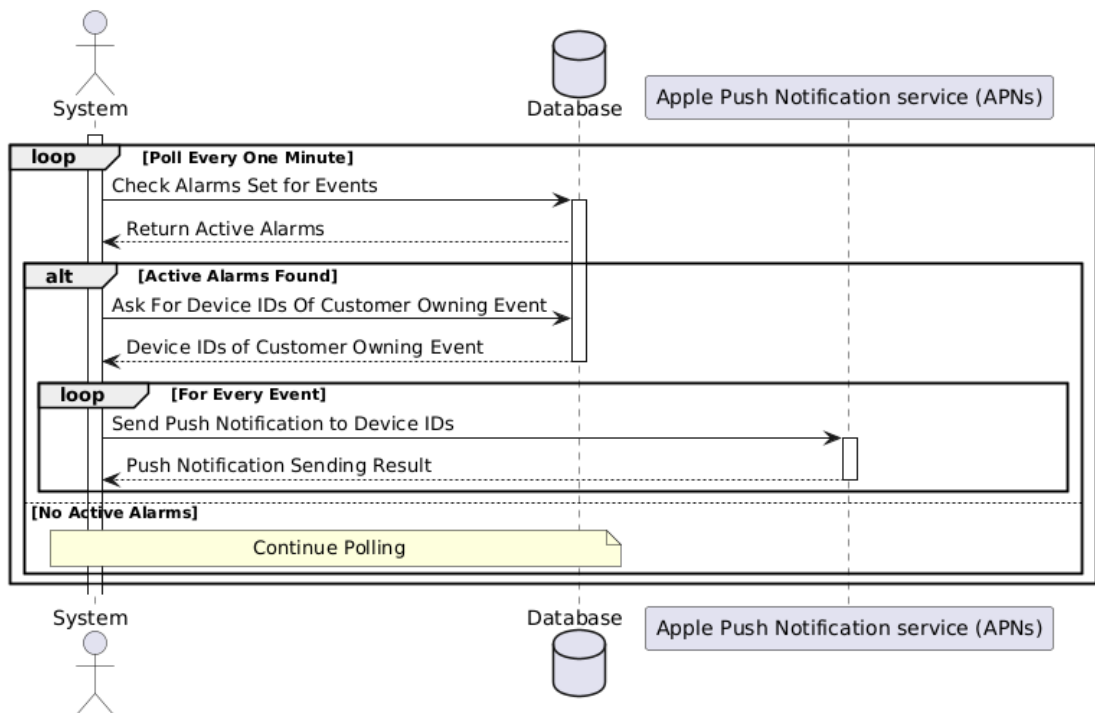 System
Database
Apple Push Notification service (APNs)
loop [Poll Every One Minute]
Check Alarms Set for Events
Return Active Alarms
alt [Active Alarms Found]
Ask For Device IDs Of Customer Owning Event
Device IDs of Customer Owning Event
loop [For Every Event]
Send Push Notification to Device IDs
Push Notification Sending Result
[No Active Alarms]
Continue Polling
System
Database
Apple Push Notification service (APNs)